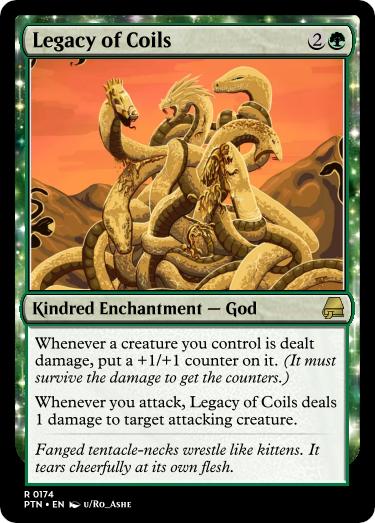 Legacy of Coils 2
Kindred Enchantment — God
Whenever a creature you control is dealt
damage, put a +1/+1 counter on it. (It must
survive the damage to get the counters.)
Whenever you attack, Legacy of Coils deals
1 damage to target attacking creature.
Fanged tentacle-necks wrestle like kittens. It
tears cheerfully at its own flesh.
R 0174
PTN • EN u/Ro_Ashe